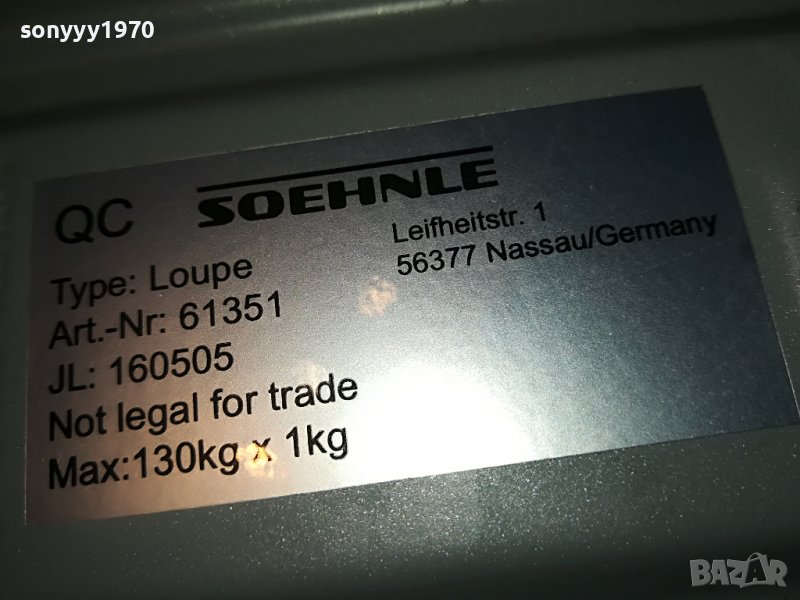 sonyyy1970
QC SOEHNLE
Leifheitstr. 1
56377 Nassau/Germany
Type: Loupe
Art.-Nr: 61351
JL: 160505
Not legal for trade
Max:130kg x 1kg
BAZAR